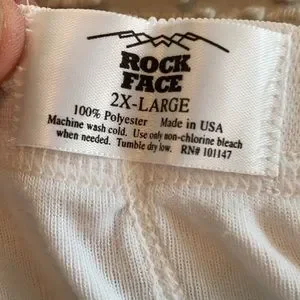 ROCK
FACE
2X-LARGE
100% Polyester Made in USA
Machine wash cold. Use only non-chlorine bleach
when needed. Tumble dry low. RN# 101147